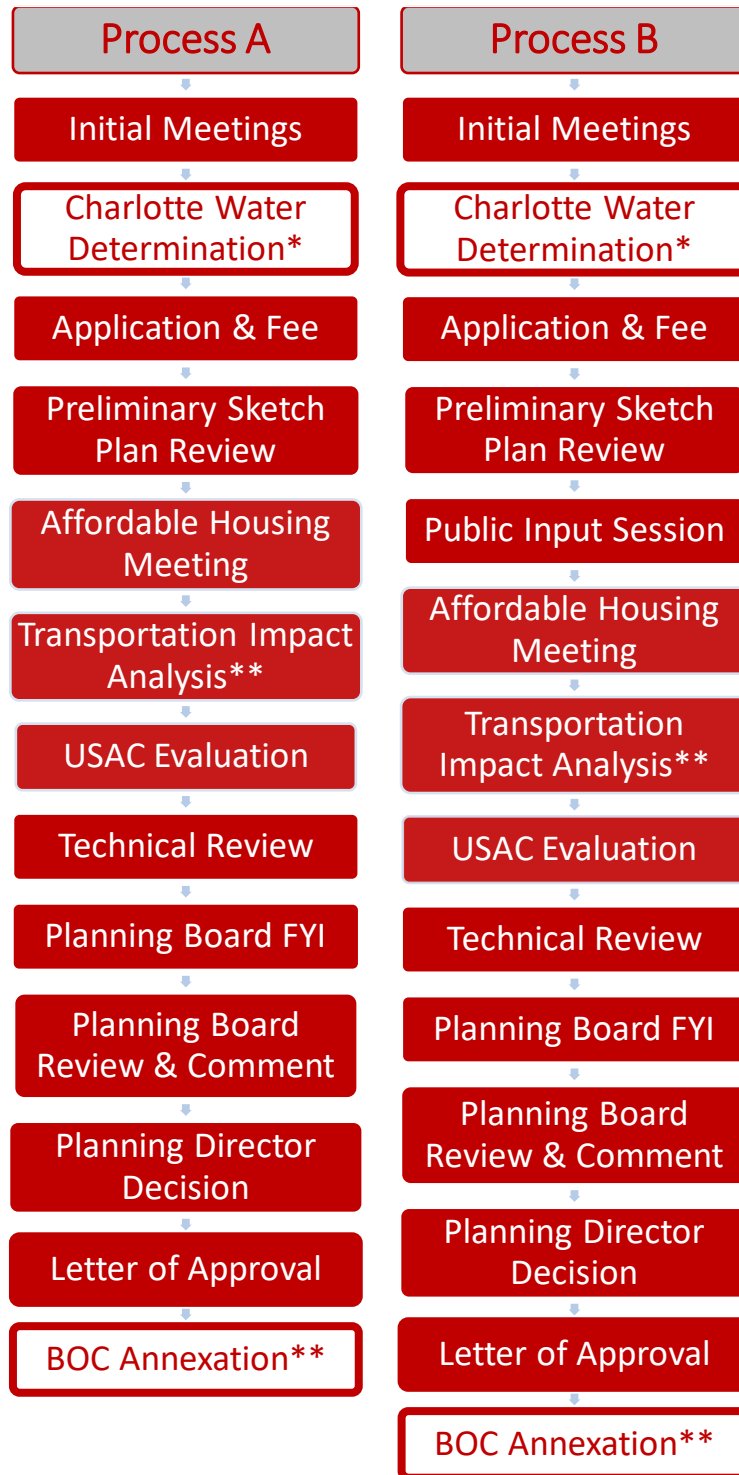 Process A
Initial Meetings
Charlotte Water
Determination*
Application & Fee
Preliminary Sketch
Plan Review
Affordable Housing
Meeting
Transportation Impact
Analysis**
USAC Evaluation
Technical Review
Planning Board FYI
Planning Board
Review & Comment
Planning Director
Decision
Letter of Approval
BOC Annexation**
Process B
Initial Meetings
Charlotte Water
Determination*
Application & Fee
Preliminary Sketch
Plan Review
Public Input Session
Affordable Housing
Meeting
Transportation
Impact Analysis**
USAC Evaluation
Technical Review
Planning Board FYI
Planning Board
Review & Comment
Planning Director
Decision
Letter of Approval
BOC Annexation**